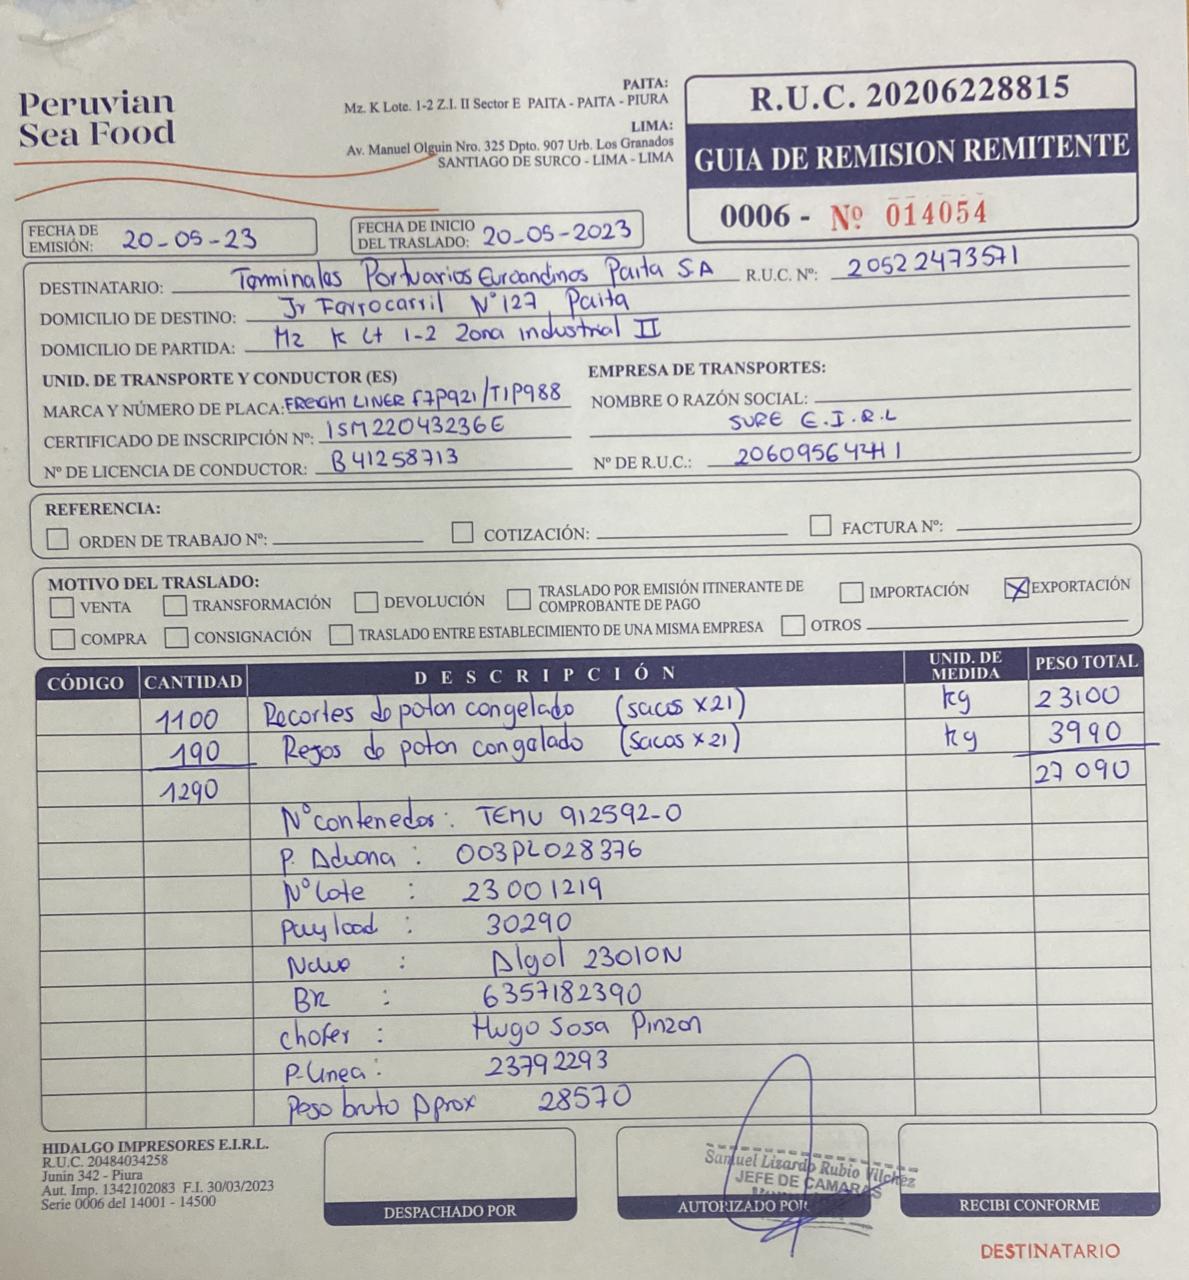 Peruvian
Sea Food
PAITA:
Mz. K Lote. 1-2 Z.I. II Sector E PAITA - PAITA - PIURA
LIMA:
Av. Manuel Olguin Nro. 325 Dpto. 907 Urb. Los Granados
SANTIAGO DE SURCO - LIMA - LIMA
R.U.C. 20206228815
GUIA DE REMISION REMITENTE
0006 - Nº 014054
FECHA DE EMISIÓN: 20-05-23
FECHA DE INICIO DEL TRASLADO: 20-05-2023
DESTINATARIO: Terminales Portuarios Euroandinos Paita SA R.U.C. Nº: 20522473571
DOMICILIO DE DESTINO: Jr Ferrocarril Nº127 Paita
DOMICILIO DE PARTIDA: Mz K Lt 1-2 Zona industrial II
UNID. DE TRANSPORTE Y CONDUCTOR (ES)
MARCA Y NÚMERO DE PLACA: FREIGHT LINER F7P921/T1P988
CERTIFICADO DE INSCRIPCIÓN Nº: 15M22043236E
Nº DE LICENCIA DE CONDUCTOR: B41258713
EMPRESA DE TRANSPORTES:
NOMBRE O RAZÓN SOCIAL:
SURE E.I.R.L
Nº DE R.U.C.: 20609564241
REFERENCIA:
ORDEN DE TRABAJO Nº: COTIZACIÓN: FACTURA Nº:
MOTIVO DEL TRASLADO:
VENTA TRANSFORMACIÓN DEVOLUCIÓN TRASLADO POR EMISIÓN ITINERANTE DE COMPROBANTE DE PAGO IMPORTACIÓN X EXPORTACIÓN
COMPRA CONSIGNACIÓN TRASLADO ENTRE ESTABLECIMIENTO DE UNA MISMA EMPRESA OTROS
CÓDIGO CANTIDAD DESCRIPCIÓN UNID. DE MEDIDA PESO TOTAL
1100 Recortes de poton congelado (sacos x21) kg 23100
190 Rejos de poton congelado (sacos x21) kg 3990
1290 27090
Nº contenedor: TEMU 912592-0
P. Aduana : 003PL028376
Nº Lote : 23001219
Pay load : 30290
Nave : Algol 23010N
BK : 6357182390
chofer : Hugo Sosa Pinzon
P. Linea : 23792293
Peso bruto Aprox 28570
HIDALGO IMPRESORES E.I.R.L.
R.U.C. 20484034258
Junin 342 - Piura
Aut. Imp. 1342102083 F.I. 30/03/2023
Serie 0006 del 14001 - 14500
Samuel Lizardo Rubio Vilchez
JEFE DE CAMARAS
DESPACHADO POR
AUTORIZADO POR
RECIBI CONFORME
DESTINATARIO